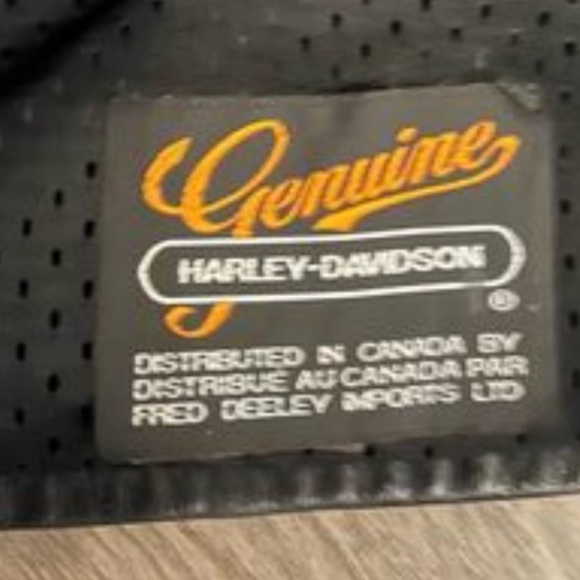 Genuine
HARLEY-DAVIDSON
®
DISTRIBUTED IN CANADA BY
DISTRIBUE AU CANADA PAR
FRED DEELEY IMPORTS LTD